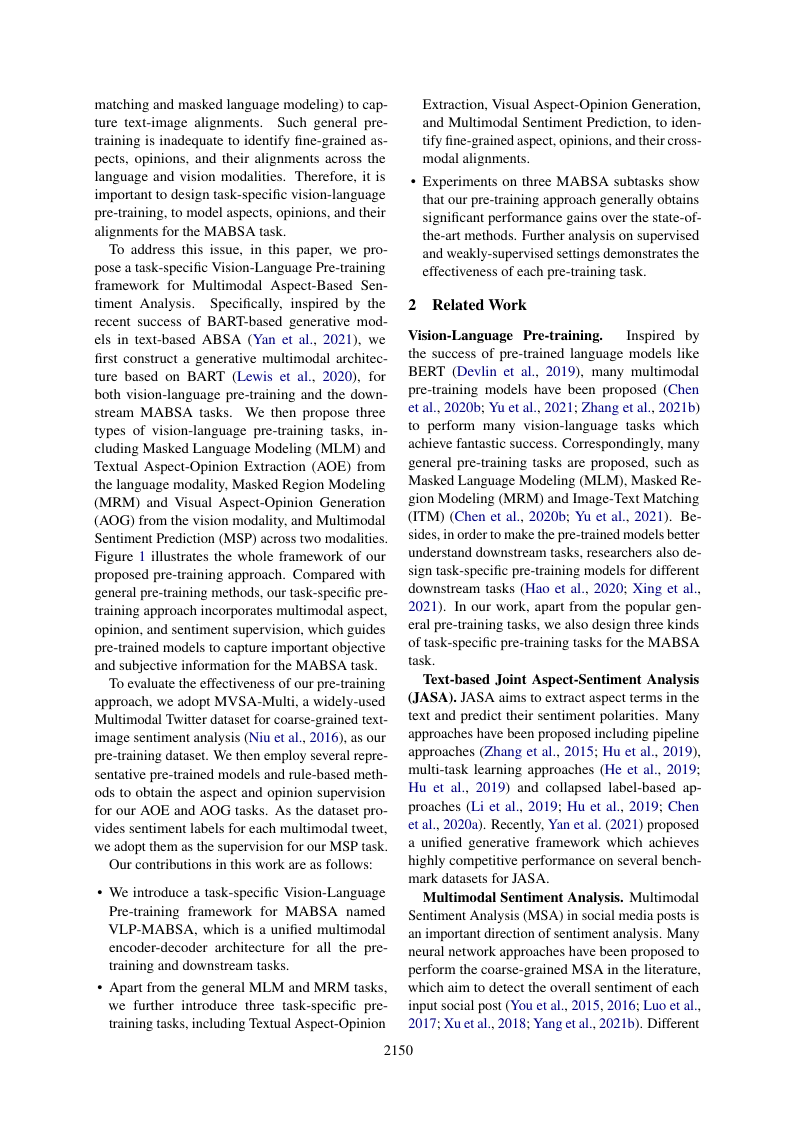 matching and masked language modeling) to cap-
ture text-image alignments. Such general pre-
training is inadequate to identify fine-grained as-
pects, opinions, and their alignments across the
language and vision modalities. Therefore, it is
important to design task-specific vision-language
pre-training, to model aspects, opinions, and their
alignments for the MABSA task.
To address this issue, in this paper, we pro-
pose a task-specific Vision-Language Pre-training
framework for Multimodal Aspect-Based Sen-
timent Analysis. Specifically, inspired by the
recent success of BART-based generative mod-
els in text-based ABSA (Yan et al., 2021), we
first construct a generative multimodal architec-
ture based on BART (Lewis et al., 2020), for
both vision-language pre-training and the down-
stream MABSA tasks. We then propose three
types of vision-language pre-training tasks, in-
cluding Masked Language Modeling (MLM) and
Textual Aspect-Opinion Extraction (AOE) from
the language modality, Masked Region Modeling
(MRM) and Visual Aspect-Opinion Generation
(AOG) from the vision modality, and Multimodal
Sentiment Prediction (MSP) across two modalities.
Figure 1 illustrates the whole framework of our
proposed pre-training approach. Compared with
general pre-training methods, our task-specific pre-
training approach incorporates multimodal aspect,
opinion, and sentiment supervision, which guides
pre-trained models to capture important objective
and subjective information for the MABSA task.
To evaluate the effectiveness of our pre-training
approach, we adopt MVSA-Multi, a widely-used
Multimodal Twitter dataset for coarse-grained text-
image sentiment analysis (Niu et al., 2016), as our
pre-training dataset. We then employ several repre-
sentative pre-trained models and rule-based meth-
ods to obtain the aspect and opinion supervision
for our AOE and AOG tasks. As the dataset pro-
vides sentiment labels for each multimodal tweet,
we adopt them as the supervision for our MSP task.
Our contributions in this work are as follows:
• We introduce a task-specific Vision-Language
Pre-training framework for MABSA named
VLP-MABSA, which is a unified multimodal
encoder-decoder architecture for all the pre-
training and downstream tasks.
• Apart from the general MLM and MRM tasks,
we further introduce three task-specific pre-
training tasks, including Textual Aspect-Opinion
Extraction, Visual Aspect-Opinion Generation,
and Multimodal Sentiment Prediction, to iden-
tify fine-grained aspect, opinions, and their cross-
modal alignments.
• Experiments on three MABSA subtasks show
that our pre-training approach generally obtains
significant performance gains over the state-of-
the-art methods. Further analysis on supervised
and weakly-supervised settings demonstrates the
effectiveness of each pre-training task.
2 Related Work
Vision-Language Pre-training. Inspired by
the success of pre-trained language models like
BERT (Devlin et al., 2019), many multimodal
pre-training models have been proposed (Chen
et al., 2020b; Yu et al., 2021; Zhang et al., 2021b)
to perform many vision-language tasks which
achieve fantastic success. Correspondingly, many
general pre-training tasks are proposed, such as
Masked Language Modeling (MLM), Masked Re-
gion Modeling (MRM) and Image-Text Matching
(ITM) (Chen et al., 2020b; Yu et al., 2021). Be-
sides, in order to make the pre-trained models better
understand downstream tasks, researchers also de-
sign task-specific pre-training models for different
downstream tasks (Hao et al., 2020; Xing et al.,
2021). In our work, apart from the popular gen-
eral pre-training tasks, we also design three kinds
of task-specific pre-training tasks for the MABSA
task.
Text-based Joint Aspect-Sentiment Analysis
(JASA). JASA aims to extract aspect terms in the
text and predict their sentiment polarities. Many
approaches have been proposed including pipeline
approaches (Zhang et al., 2015; Hu et al., 2019),
multi-task learning approaches (He et al., 2019;
Hu et al., 2019) and collapsed label-based ap-
proaches (Li et al., 2019; Hu et al., 2019; Chen
et al., 2020a). Recently, Yan et al. (2021) proposed
a unified generative framework which achieves
highly competitive performance on several bench-
mark datasets for JASA.
Multimodal Sentiment Analysis. Multimodal
Sentiment Analysis (MSA) in social media posts is
an important direction of sentiment analysis. Many
neural network approaches have been proposed to
perform the coarse-grained MSA in the literature,
which aim to detect the overall sentiment of each
input social post (You et al., 2015, 2016; Luo et al.,
2017; Xu et al., 2018; Yang et al., 2021b). Different
2150